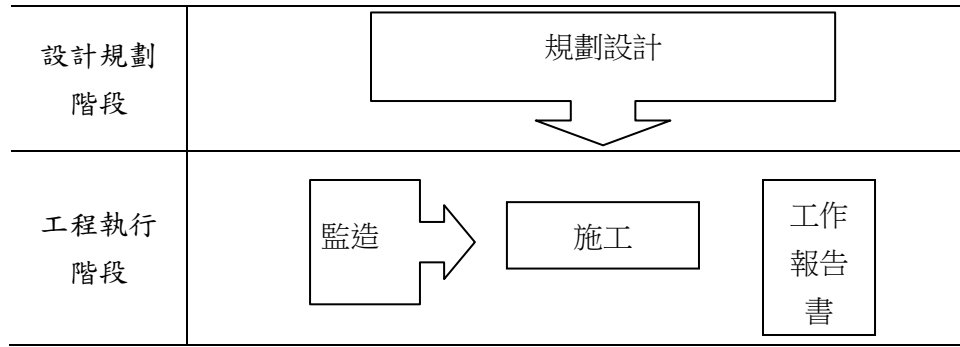 設計規劃
階段
規劃設計
工程執行
階段
監造
施工
工作
報告
書